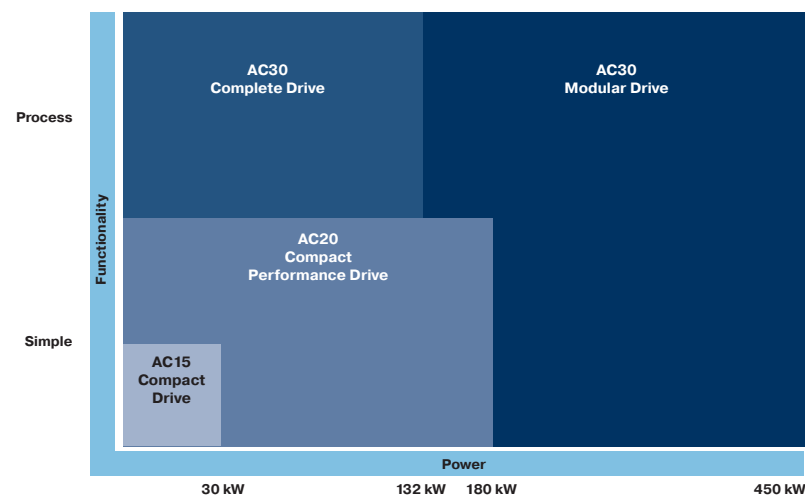 AC30
Complete Drive
AC30
Modular Drive
Process
Functionality
AC20
Compact
Performance Drive
Simple
AC15
Compact
Drive
Power
30 kW
132 kW
180 kW
450 kW